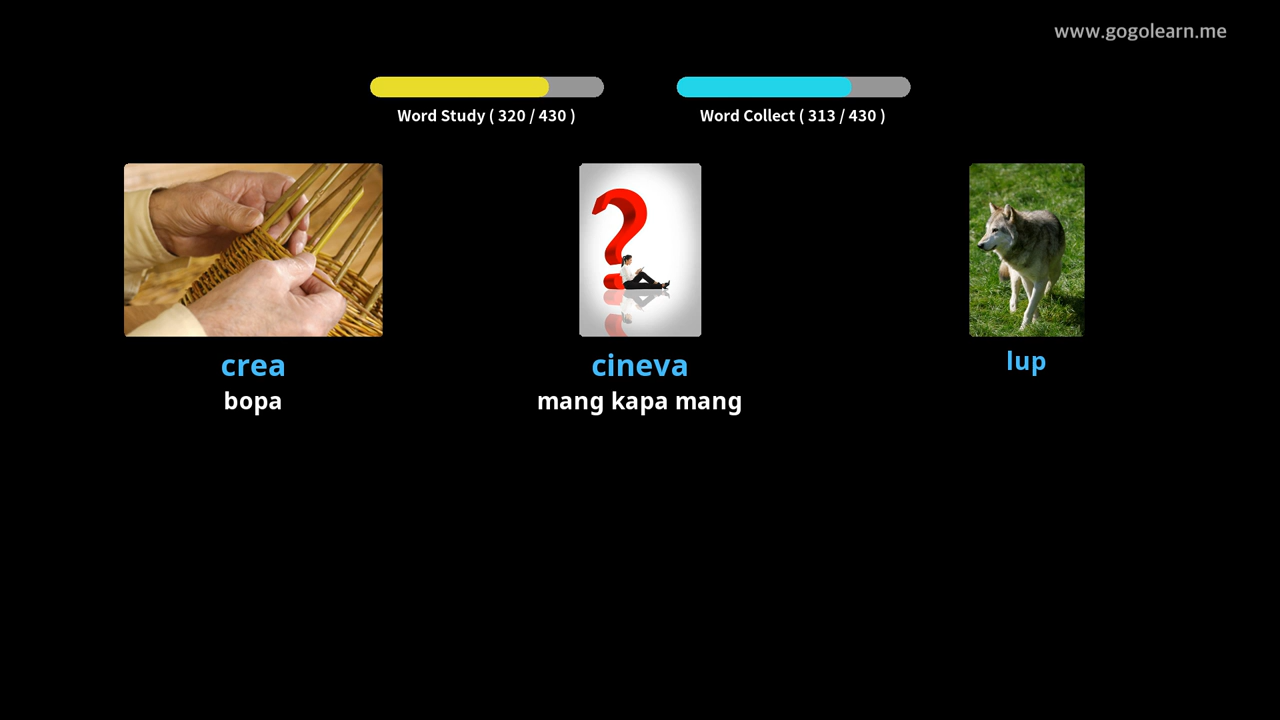 www.gogolearn.me
Word Study ( 320 / 430 )
Word Collect ( 313 / 430 )
crea
bopa
cineva
mang kapa mang
lup